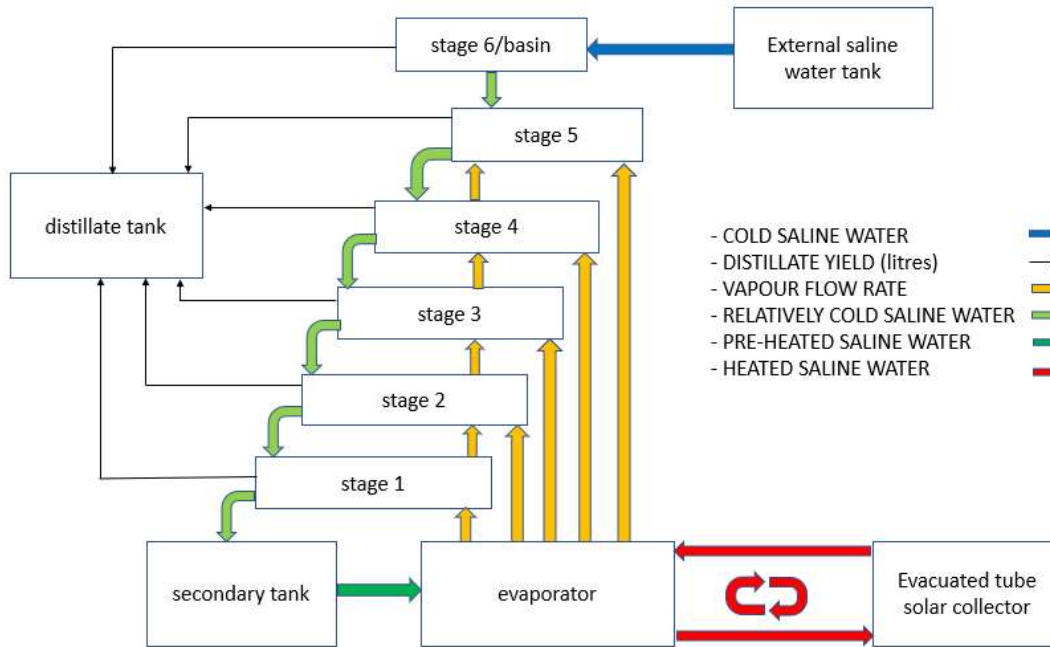 stage 6/basin
External saline
water tank
stage 5
distillate tank
stage 4
stage 3
stage 2
stage 1
secondary tank
evaporator
Evacuated tube
solar collector
- COLD SALINE WATER
- DISTILLATE YIELD (litres)
- VAPOUR FLOW RATE
- RELATIVELY COLD SALINE WATER
- PRE-HEATED SALINE WATER
- HEATED SALINE WATER